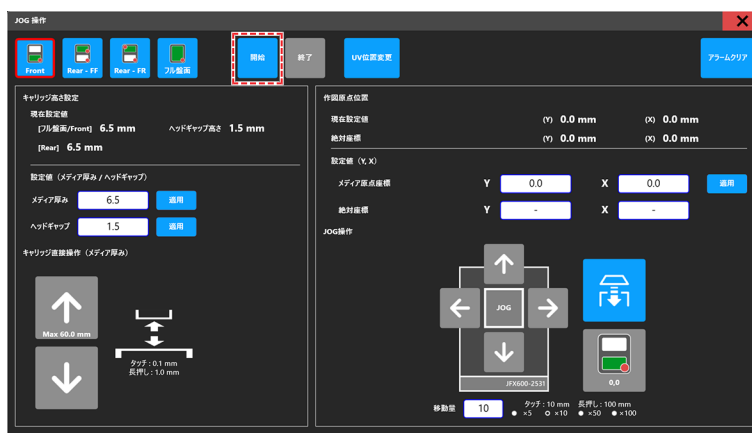 JOG 操作
Front
Rear - FF
Rear - FR
フル盤面
開始
終了
UV位置変更
アラームクリア
キャリッジ高さ設定
現在設定値
[フル盤面/Front] 6.5 mm ヘッドギャップ高さ 1.5 mm
[Rear] 6.5 mm
設定値（メディア厚み / ヘッドギャップ）
メディア厚み 6.5 適用
ヘッドギャップ 1.5 適用
キャリッジ直接操作（メディア厚み）
Max 60.0 mm
タッチ : 0.1 mm
長押し : 1.0 mm
作図原点位置
現在設定値 (Y) 0.0 mm (X) 0.0 mm
絶対座標 (Y) 0.0 mm (X) 0.0 mm
設定値（Y, X）
メディア原点座標 Y 0.0 X 0.0 適用
絶対座標 Y - X -
JOG操作
JOG
JFX600-2531
0,0
移動量 10 タッチ : 10 mm 長押し : 100 mm
×5 ×10 ×50 ×100